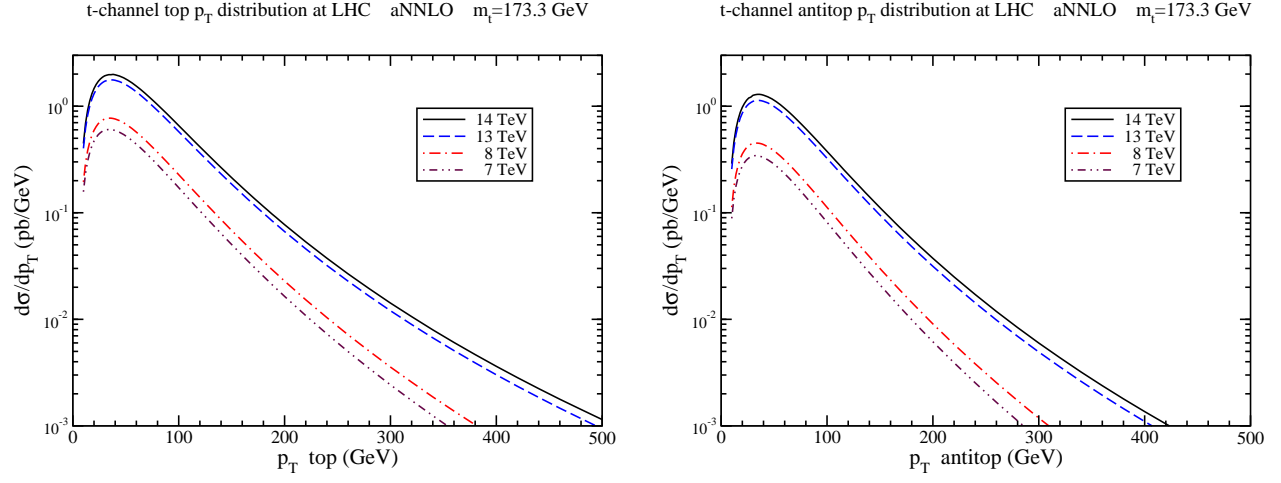 t-channel top p_T distribution at LHC aNNLO m_t=173.3 GeV
10^0
10^-1
10^-2
10^-3
dσ/dp_T (pb/GeV)
14 TeV
13 TeV
8 TeV
7 TeV
0 100 200 300 400 500
p_T top (GeV)
t-channel antitop p_T distribution at LHC aNNLO m_t=173.3 GeV
10^0
10^-1
10^-2
10^-3
dσ/dp_T (pb/GeV)
14 TeV
13 TeV
8 TeV
7 TeV
0 100 200 300 400 500
p_T antitop (GeV)